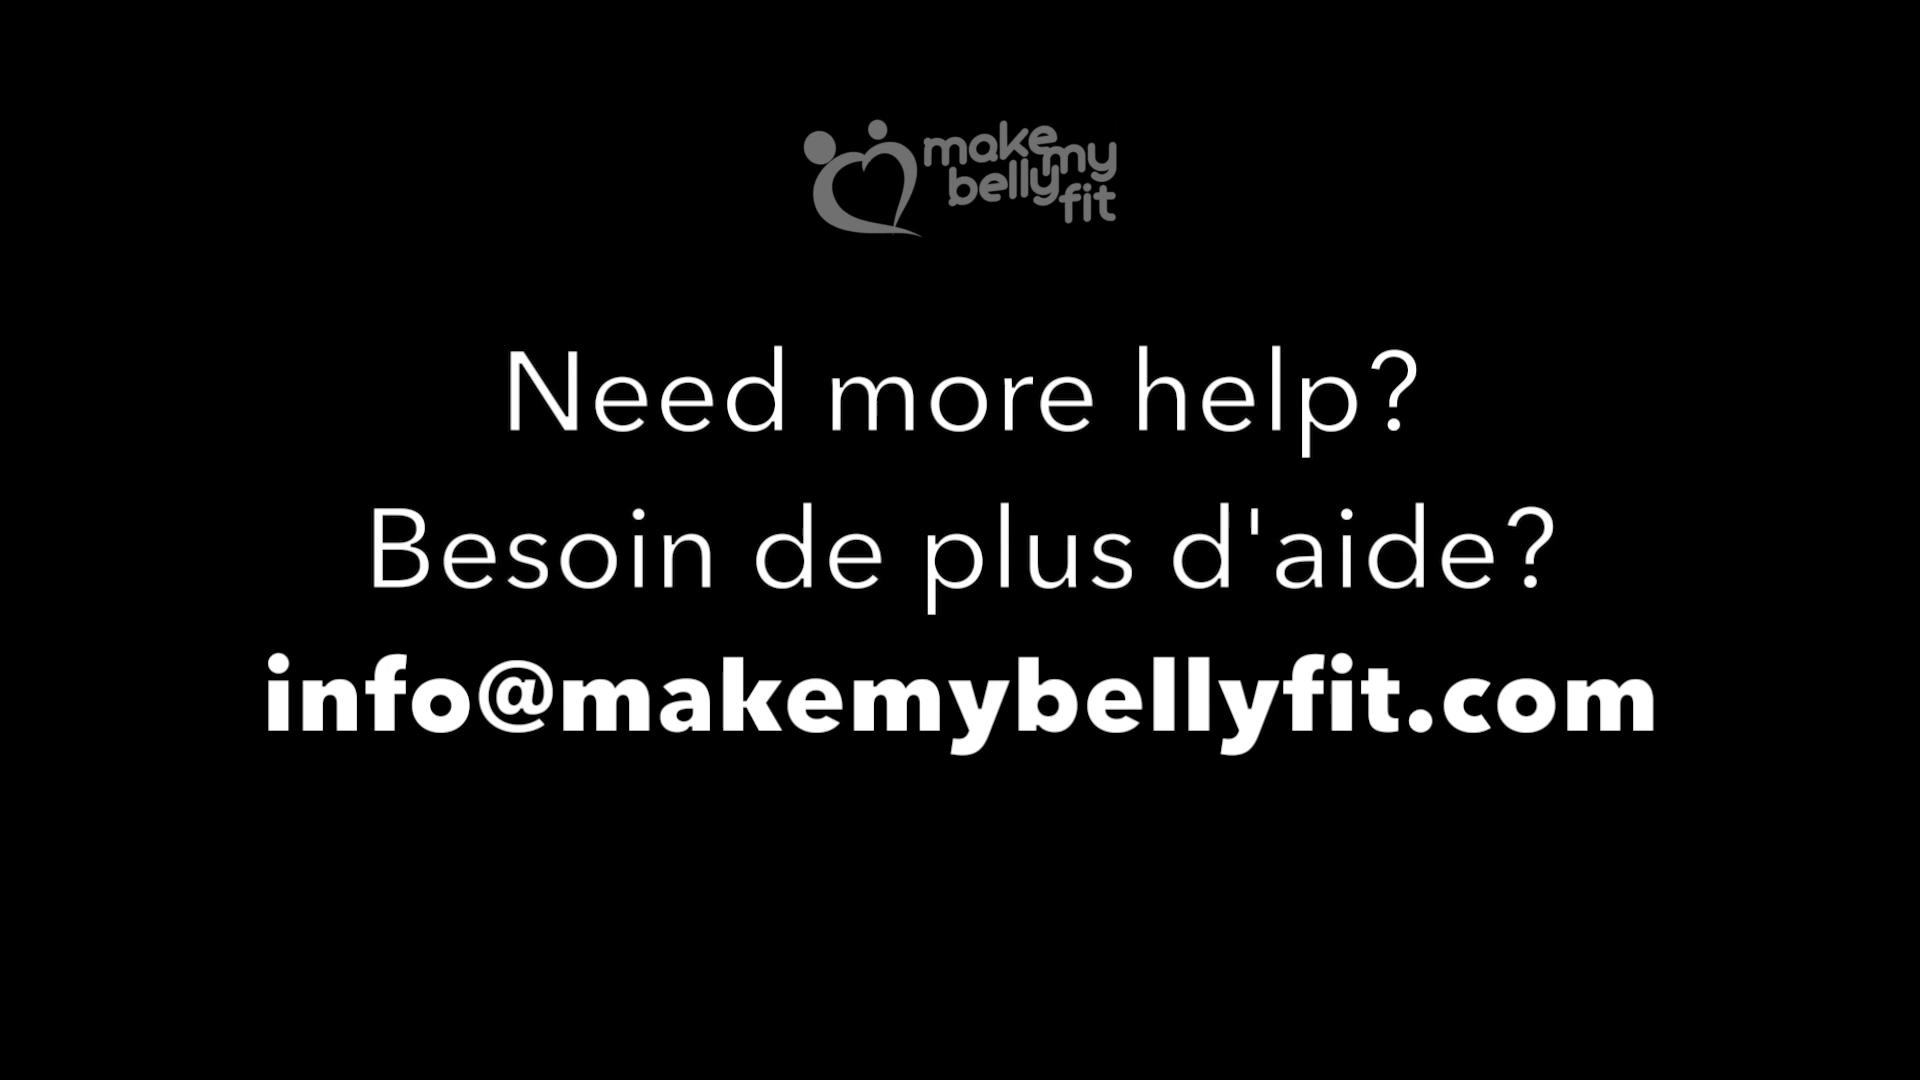 make my
belly fit
Need more help?
Besoin de plus d'aide?
info@makemybellyfit.com